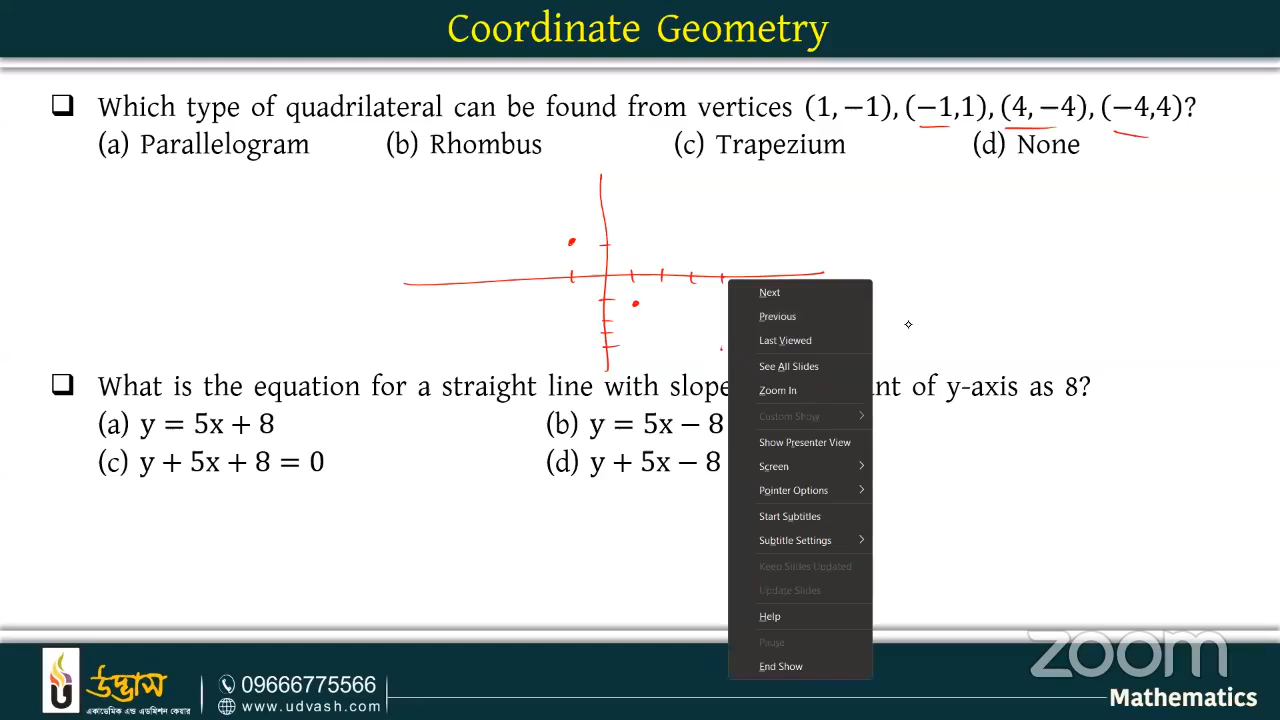 Coordinate Geometry
Which type of quadrilateral can be found from vertices (1, −1), (−1,1), (4, −4), (−4,4)?
(a) Parallelogram (b) Rhombus (c) Trapezium (d) None
What is the equation for a straight line with slope nt of y-axis as 8?
(a) y = 5x + 8 (b) y = 5x − 8
(c) y + 5x + 8 = 0 (d) y + 5x − 8
Next
Previous
Last Viewed
See All Slides
Zoom In
Custom Show
Show Presenter View
Screen
Pointer Options
Start Subtitles
Subtitle Settings
Keep Slides Updated
Update Slides
Help
Pause
End Show
উদ্ভাস
একাডেমিক এন্ড এডমিশন কেয়ার
09666775566
www.udvash.com
zoom
Mathematics